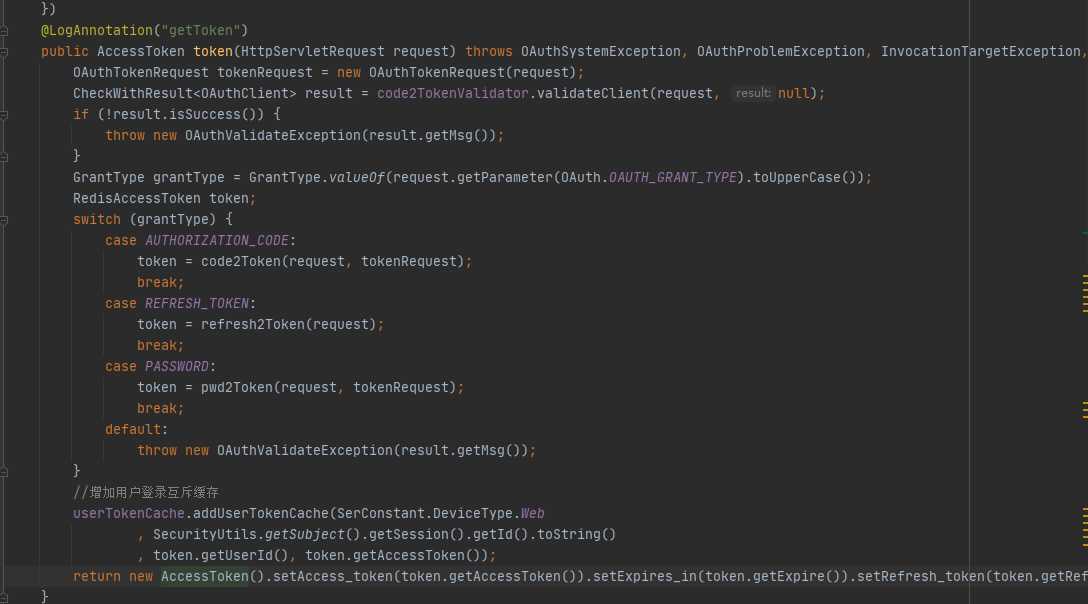 })
@LogAnnotation("getToken")
public AccessToken token(HttpServletRequest request) throws OAuthSystemException, OAuthProblemException, InvocationTargetException,
OAuthTokenRequest tokenRequest = new OAuthTokenRequest(request);
CheckWithResult<OAuthClient> result = code2TokenValidator.validateClient(request, result: null);
if (!result.isSuccess()) {
throw new OAuthValidateException(result.getMsg());
}
GrantType grantType = GrantType.valueOf(request.getParameter(OAuth.OAUTH_GRANT_TYPE).toUpperCase());
RedisAccessToken token;
switch (grantType) {
case AUTHORIZATION_CODE:
token = code2Token(request, tokenRequest);
break;
case REFRESH_TOKEN:
token = refresh2Token(request);
break;
case PASSWORD:
token = pwd2Token(request, tokenRequest);
break;
default:
throw new OAuthValidateException(result.getMsg());
}
//增加用户登录互斥缓存
userTokenCache.addUserTokenCache(SerConstant.DeviceType.Web
, SecurityUtils.getSubject().getSession().getId().toString()
, token.getUserId(), token.getAccessToken());
return new AccessToken().setAccess_token(token.getAccessToken()).setExpires_in(token.getExpire()).setRefresh_token(token.getRef
}